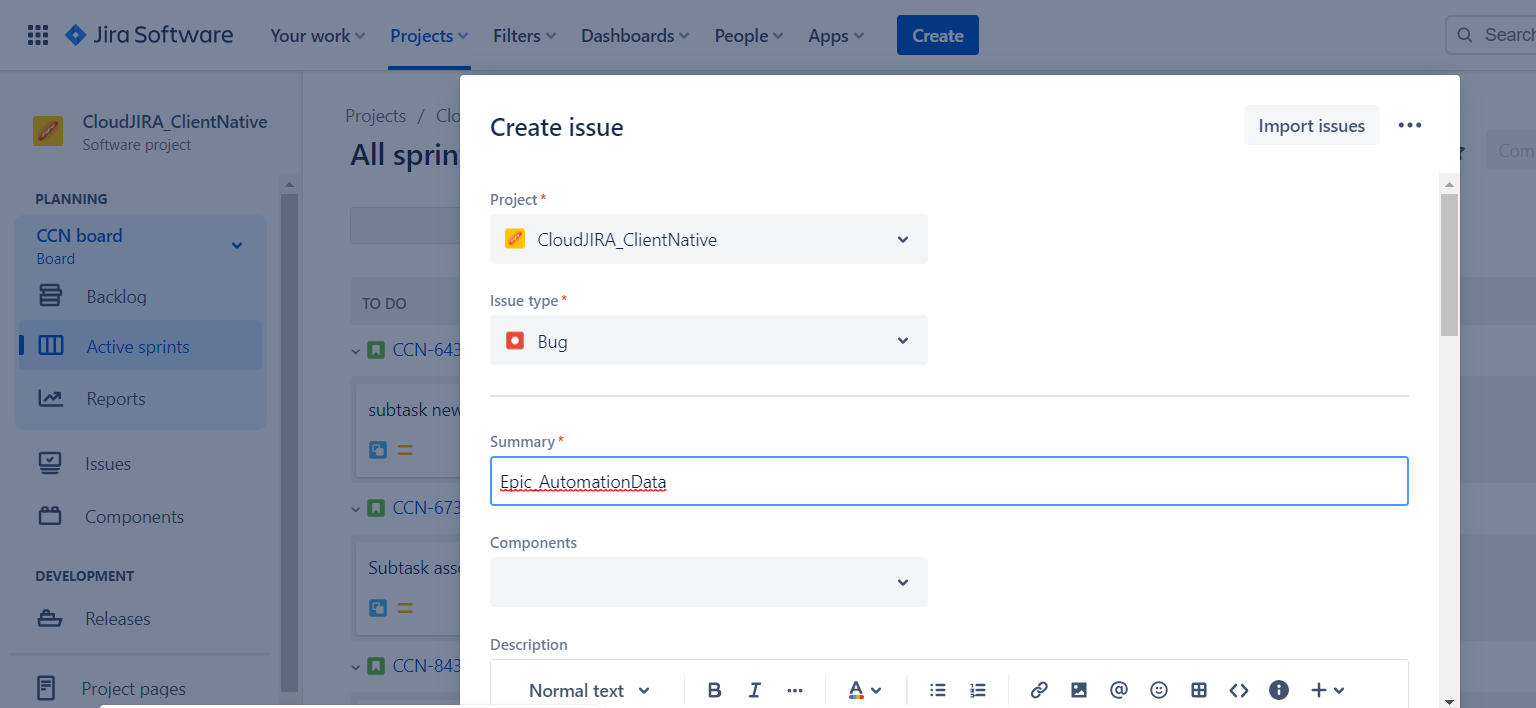 Jira Software Your work Projects Filters Dashboards People Apps Create Search
CloudJIRA_ClientNative
Software project
PLANNING
CCN board
Board
Backlog
Active sprints
Reports
Issues
Components
DEVELOPMENT
Releases
Project pages
Projects / Clo
All sprin
TO DO
CCN-643
subtask new
CCN-673
Subtask asso
CCN-843
Com
Create issue
Import issues
Project*
CloudJIRA_ClientNative
Issue type*
Bug
Summary*
Epic_AutomationData
Components
Description
Normal text